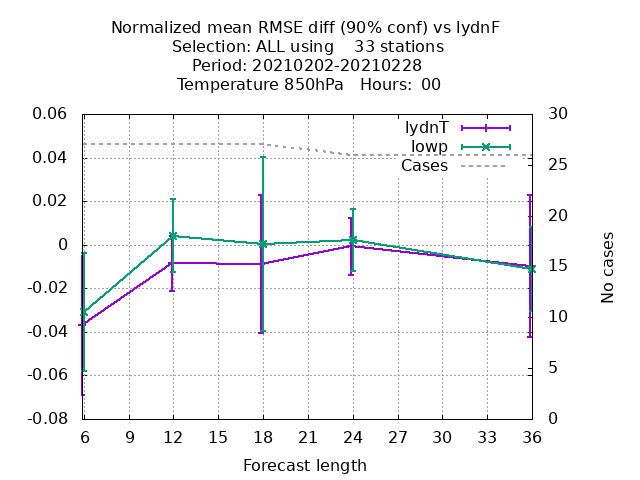 Normalized mean RMSE diff (90% conf) vs lydnF
Selection: ALL using    33 stations
Period: 20210202-20210228
Temperature 850hPa   Hours:  00
0.06
0.04
0.02
0
-0.02
-0.04
-0.06
-0.08
30
25
20
15
10
5
0
lydnT
lowp
Cases
No cases
6 9 12 15 18 21 24 27 30 33 36
Forecast length